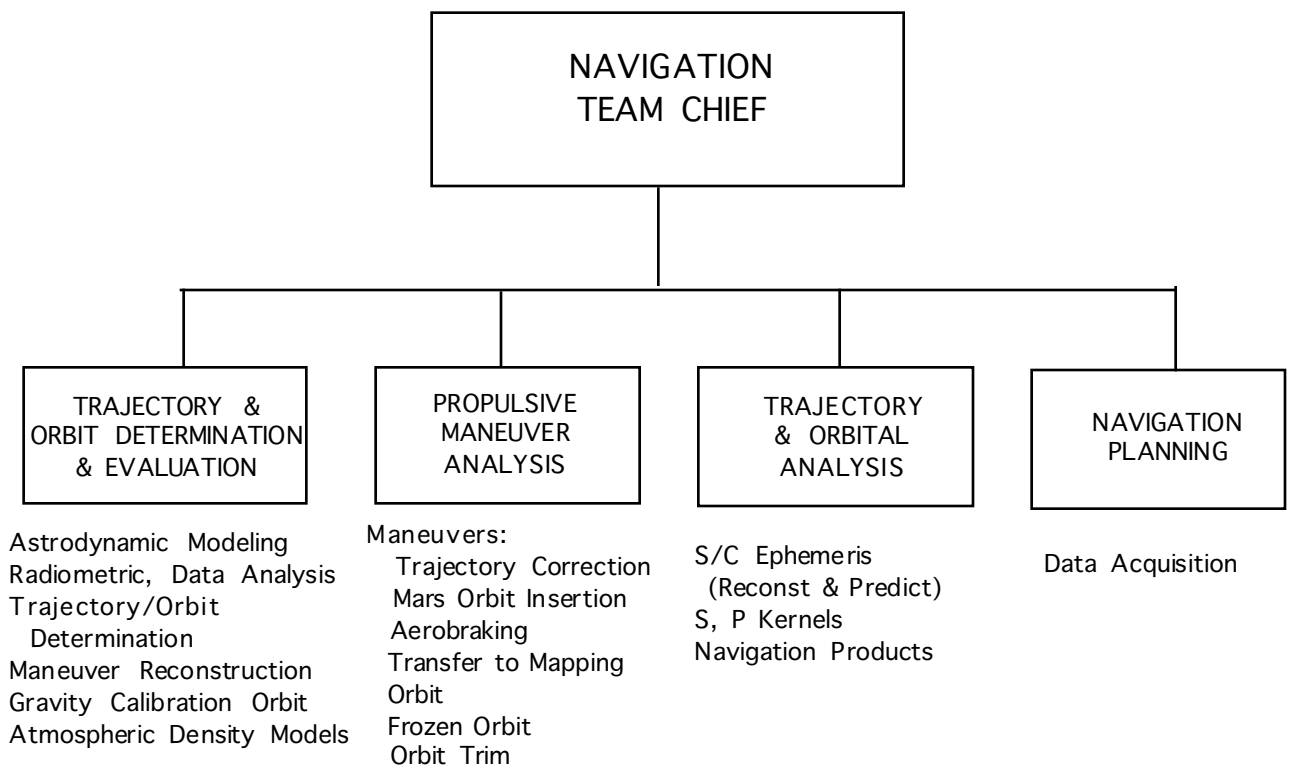 NAVIGATION
TEAM CHIEF
TRAJECTORY &
ORBIT DETERMINATION
& EVALUATION
Astrodynamic Modeling
Radiometric, Data Analysis
Trajectory/Orbit
Determination
Maneuver Reconstruction
Gravity Calibration Orbit
Atmospheric Density Models
PROPULSIVE
MANEUVER
ANALYSIS
Maneuvers:
Trajectory Correction
Mars Orbit Insertion
Aerobraking
Transfer to Mapping
Orbit
Frozen Orbit
Orbit Trim
TRAJECTORY
& ORBITAL
ANALYSIS
S/C Ephemeris
(Reconst & Predict)
S, P Kernels
Navigation Products
NAVIGATION
PLANNING
Data Acquisition